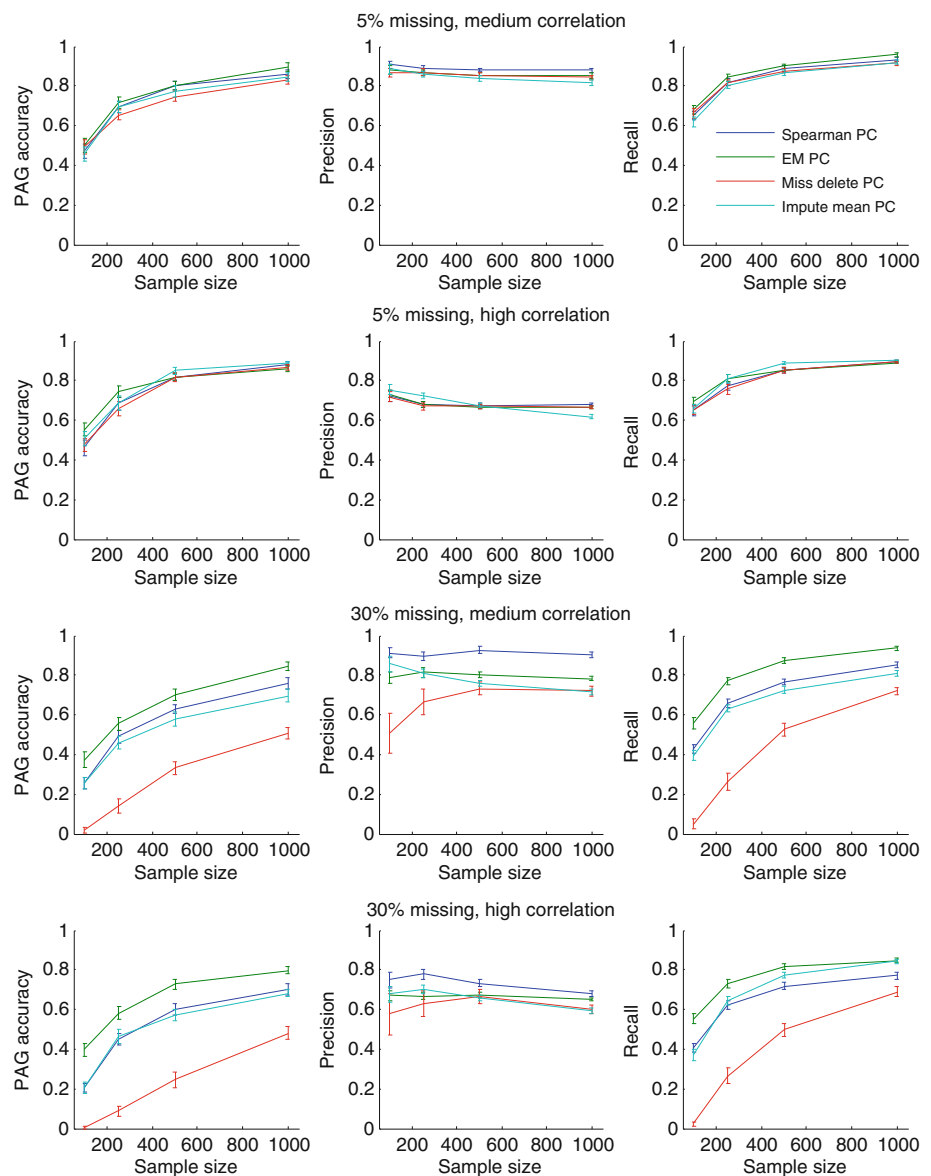 5% missing, medium correlation
PAG accuracy
1
0.8
0.6
0.4
0.2
0
200 400 600 800 1000
Sample size
Precision
1
0.8
0.6
0.4
0.2
0
200 400 600 800 1000
Sample size
Recall
1
0.8
0.6
0.4
0.2
0
200 400 600 800 1000
Sample size
Spearman PC
EM PC
Miss delete PC
Impute mean PC
5% missing, high correlation
PAG accuracy
1
0.8
0.6
0.4
0.2
0
200 400 600 800 1000
Sample size
Precision
1
0.8
0.6
0.4
0.2
0
200 400 600 800 1000
Sample size
Recall
1
0.8
0.6
0.4
0.2
0
200 400 600 800 1000
Sample size
30% missing, medium correlation
PAG accuracy
1
0.8
0.6
0.4
0.2
0
200 400 600 800 1000
Sample size
Precision
1
0.8
0.6
0.4
0.2
0
200 400 600 800 1000
Sample size
Recall
1
0.8
0.6
0.4
0.2
0
200 400 600 800 1000
Sample size
30% missing, high correlation
PAG accuracy
1
0.8
0.6
0.4
0.2
0
200 400 600 800 1000
Sample size
Precision
1
0.8
0.6
0.4
0.2
0
200 400 600 800 1000
Sample size
Recall
1
0.8
0.6
0.4
0.2
0
200 400 600 800 1000
Sample size